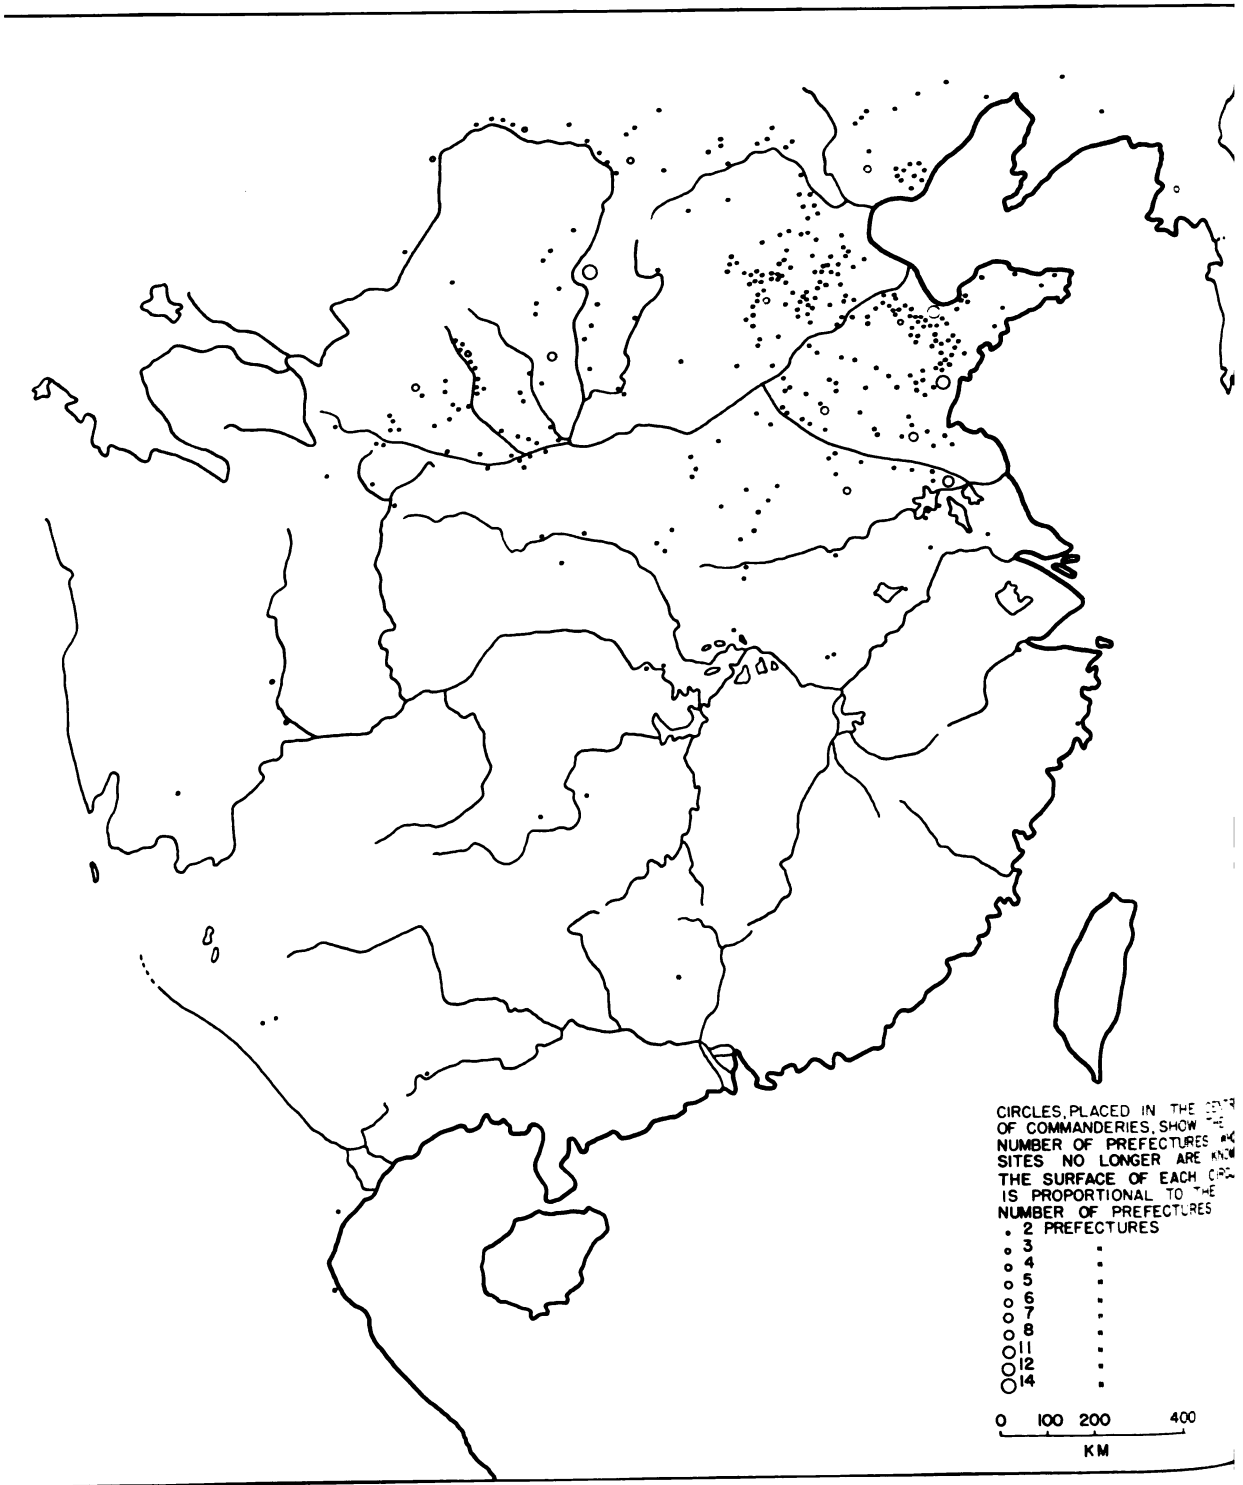 CIRCLES, PLACED IN THE
OF COMMANDERIES, SHOW THE
NUMBER OF PREFECTURES
SITES NO LONGER ARE
THE SURFACE OF EACH
IS PROPORTIONAL TO THE
NUMBER OF PREFECTURES
2 PREFECTURES
3 "
4 "
5 "
6 "
7 "
8 "
11 "
12 "
14 "
0 100 200 400
KM